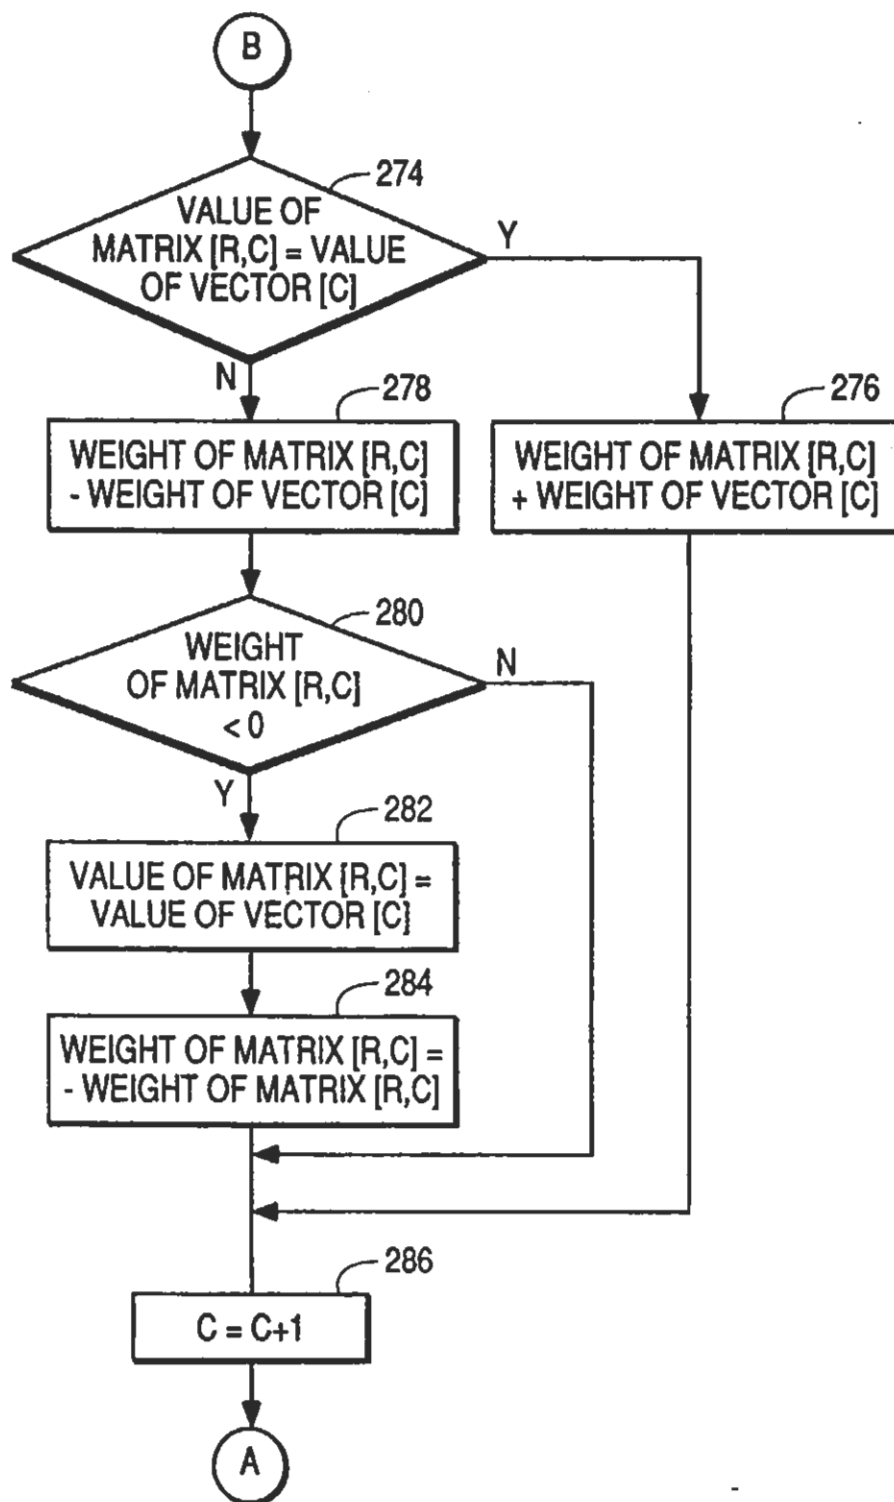 B
274
VALUE OF
MATRIX [R,C] = VALUE
OF VECTOR [C]
Y
N
278
WEIGHT OF MATRIX [R,C]
- WEIGHT OF VECTOR [C]
276
WEIGHT OF MATRIX [R,C]
+ WEIGHT OF VECTOR [C]
280
WEIGHT
OF MATRIX [R,C]
< 0
N
Y
282
VALUE OF MATRIX [R,C] =
VALUE OF VECTOR [C]
284
WEIGHT OF MATRIX [R,C] =
- WEIGHT OF MATRIX [R,C]
286
C = C+1
A